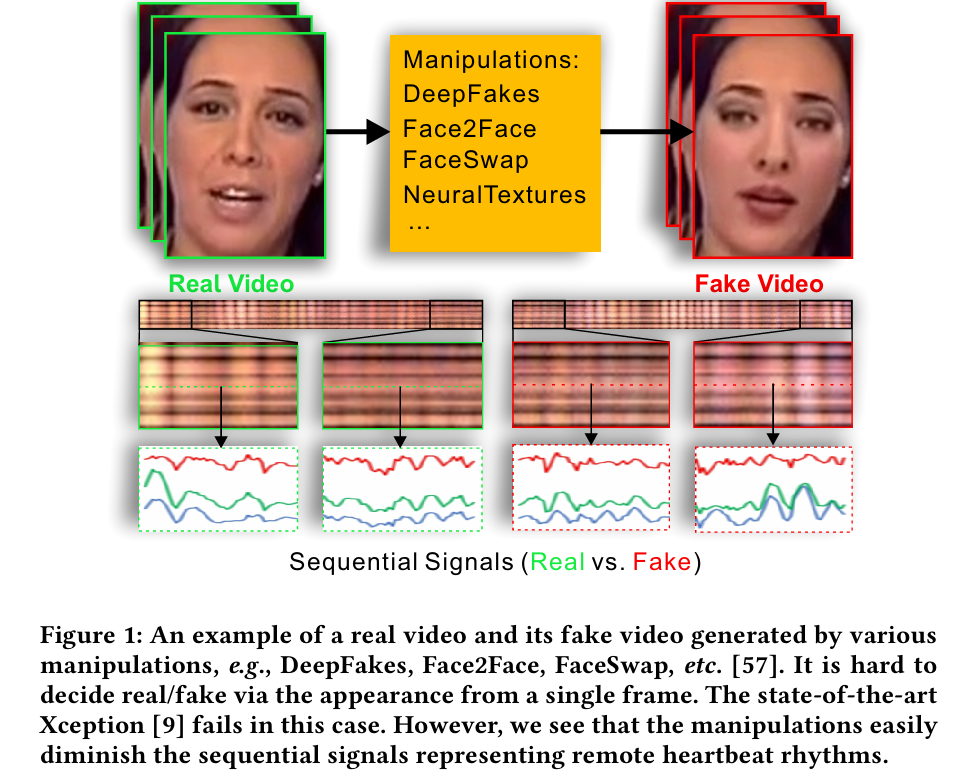 Manipulations:
DeepFakes
Face2Face
FaceSwap
NeuralTextures
...
Real Video
Fake Video
Sequential Signals (Real vs. Fake)
Figure 1: An example of a real video and its fake video generated by various
manipulations, e.g., DeepFakes, Face2Face, FaceSwap, etc. [57]. It is hard to
decide real/fake via the appearance from a single frame. The state-of-the-art
Xception [9] fails in this case. However, we see that the manipulations easily
diminish the sequential signals representing remote heartbeat rhythms.